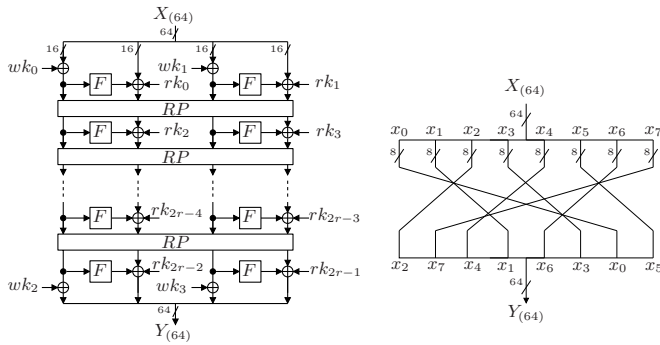 X(64)
64
16 16 16 16
wk0 wk1
F rk0 F rk1
RP
F rk2 F rk3
RP
F rk2r−4 F rk2r−3
RP
F rk2r−2 F rk2r−1
wk2 wk3
64
Y(64)
X(64)
64
x0 x1 x2 x3 x4 x5 x6 x7
8 8 8 8 8 8 8 8
x2 x7 x4 x1 x6 x3 x0 x5
64
Y(64)